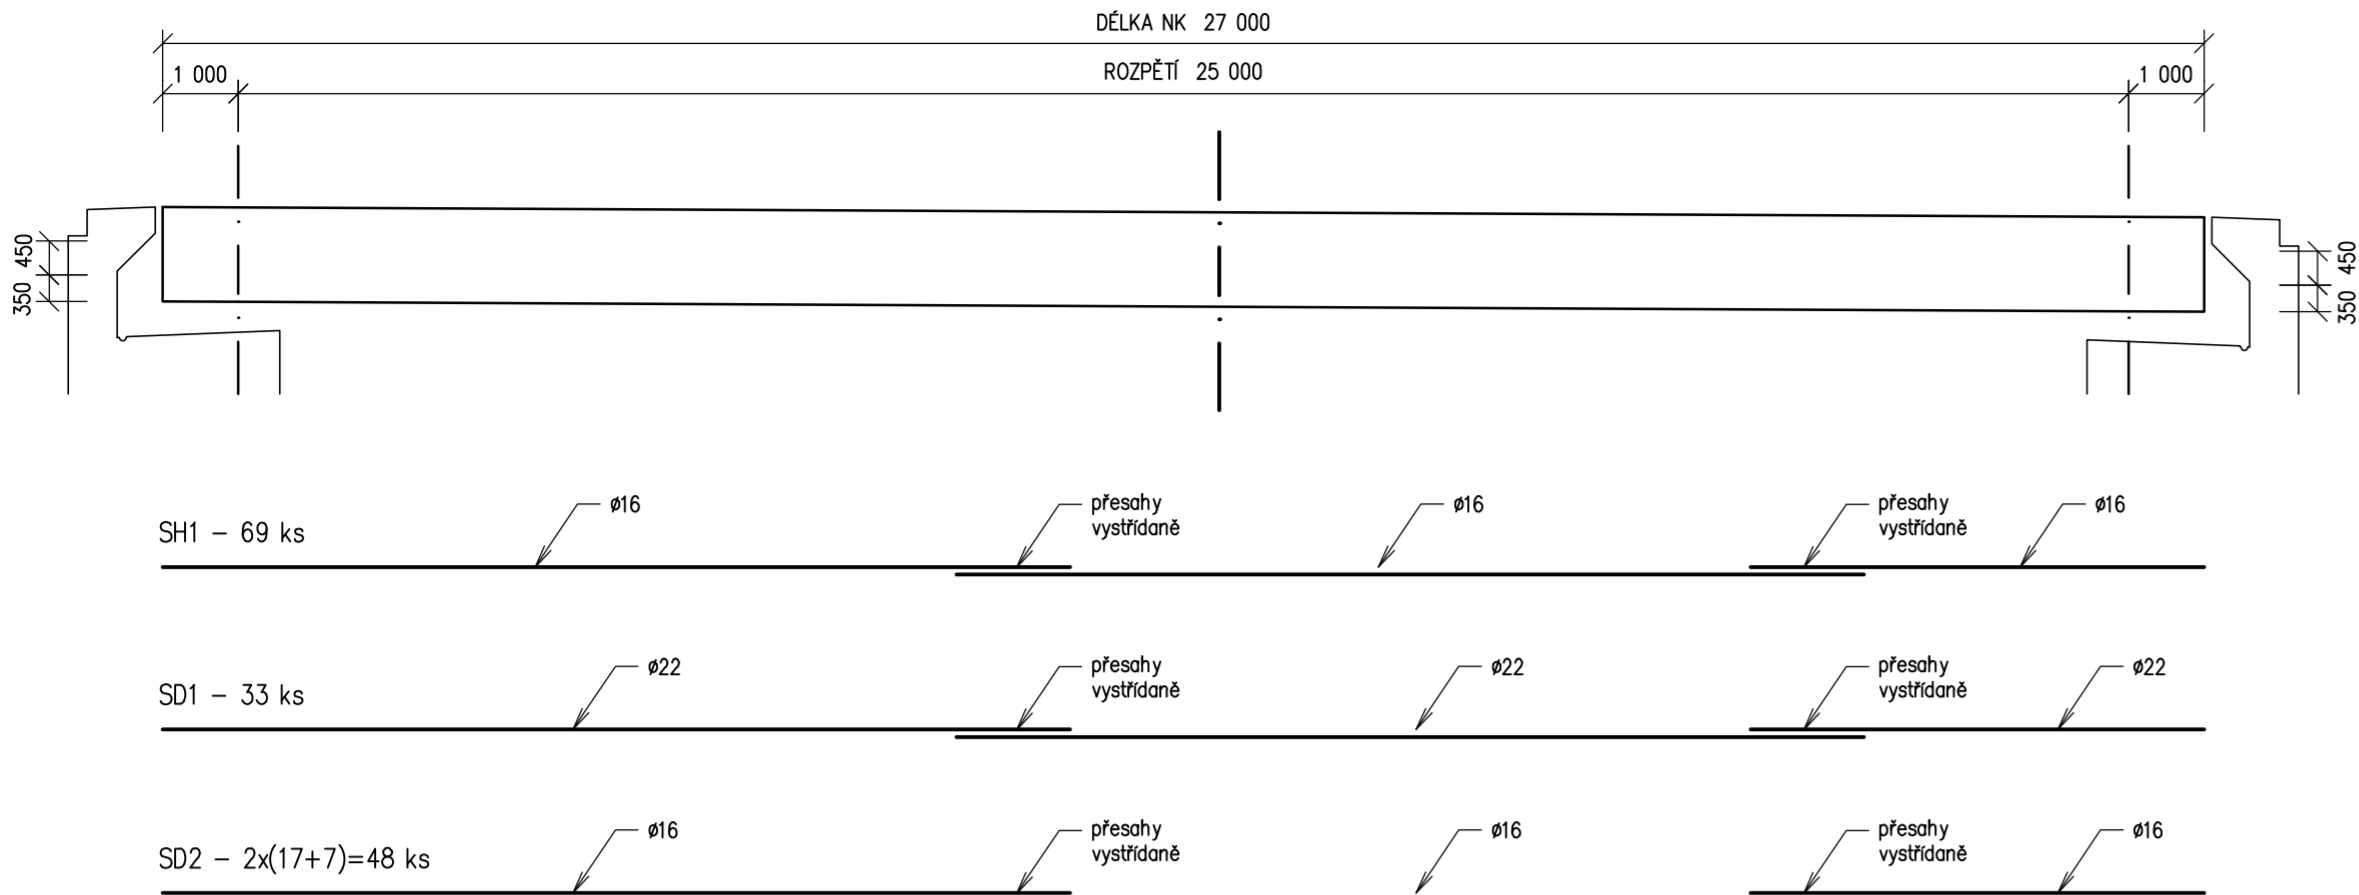 DÉLKA NK 27 000
1 000
ROZPĚTÍ 25 000
1 000
450
350
450
350
SH1 – 69 ks
ø16
přesahy
vystřídaně
ø16
přesahy
vystřídaně
ø16
SD1 – 33 ks
ø22
přesahy
vystřídaně
ø22
přesahy
vystřídaně
ø22
SD2 – 2x(17+7)=48 ks
ø16
přesahy
vystřídaně
ø16
přesahy
vystřídaně
ø16